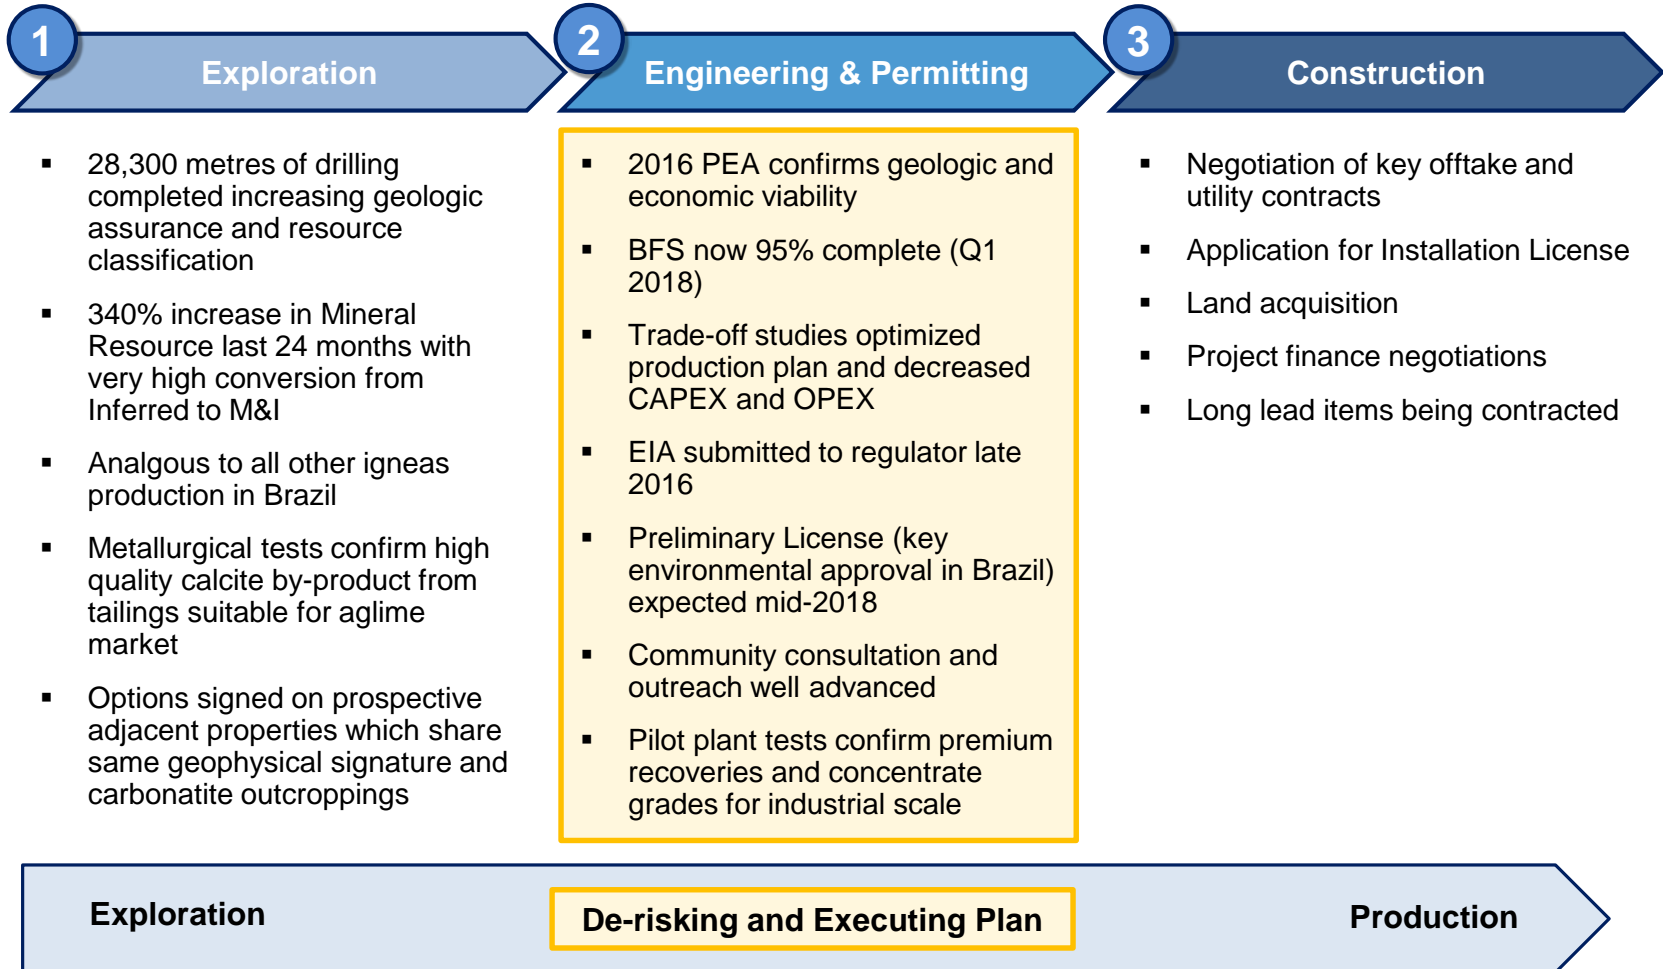 1
Exploration
2
Engineering & Permitting
3
Construction
▪ 28,300 metres of drilling
completed increasing geologic
assurance and resource
classification
▪ 340% increase in Mineral
Resource last 24 months with
very high conversion from
Inferred to M&I
▪ Analgous to all other igneas
production in Brazil
▪ Metallurgical tests confirm high
quality calcite by-product from
tailings suitable for aglime
market
▪ Options signed on prospective
adjacent properties which share
same geophysical signature and
carbonatite outcroppings
▪ 2016 PEA confirms geologic and
economic viability
▪ BFS now 95% complete (Q1
2018)
▪ Trade-off studies optimized
production plan and decreased
CAPEX and OPEX
▪ EIA submitted to regulator late
2016
▪ Preliminary License (key
environmental approval in Brazil)
expected mid-2018
▪ Community consultation and
outreach well advanced
▪ Pilot plant tests confirm premium
recoveries and concentrate
grades for industrial scale
▪ Negotiation of key offtake and
utility contracts
▪ Application for Installation License
▪ Land acquisition
▪ Project finance negotiations
▪ Long lead items being contracted
Exploration
De-risking and Executing Plan
Production